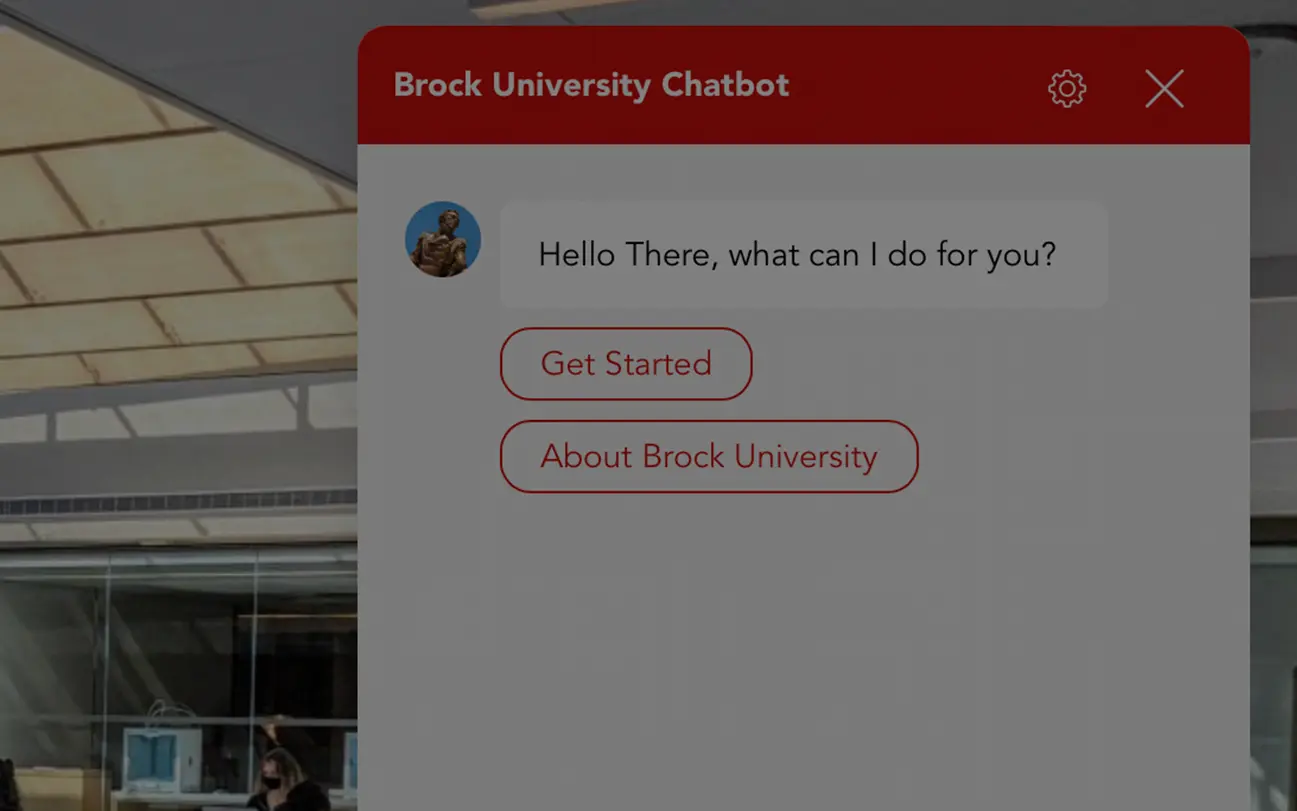 Brock University Chatbot
Hello There, what can I do for you?
Get Started
About Brock University